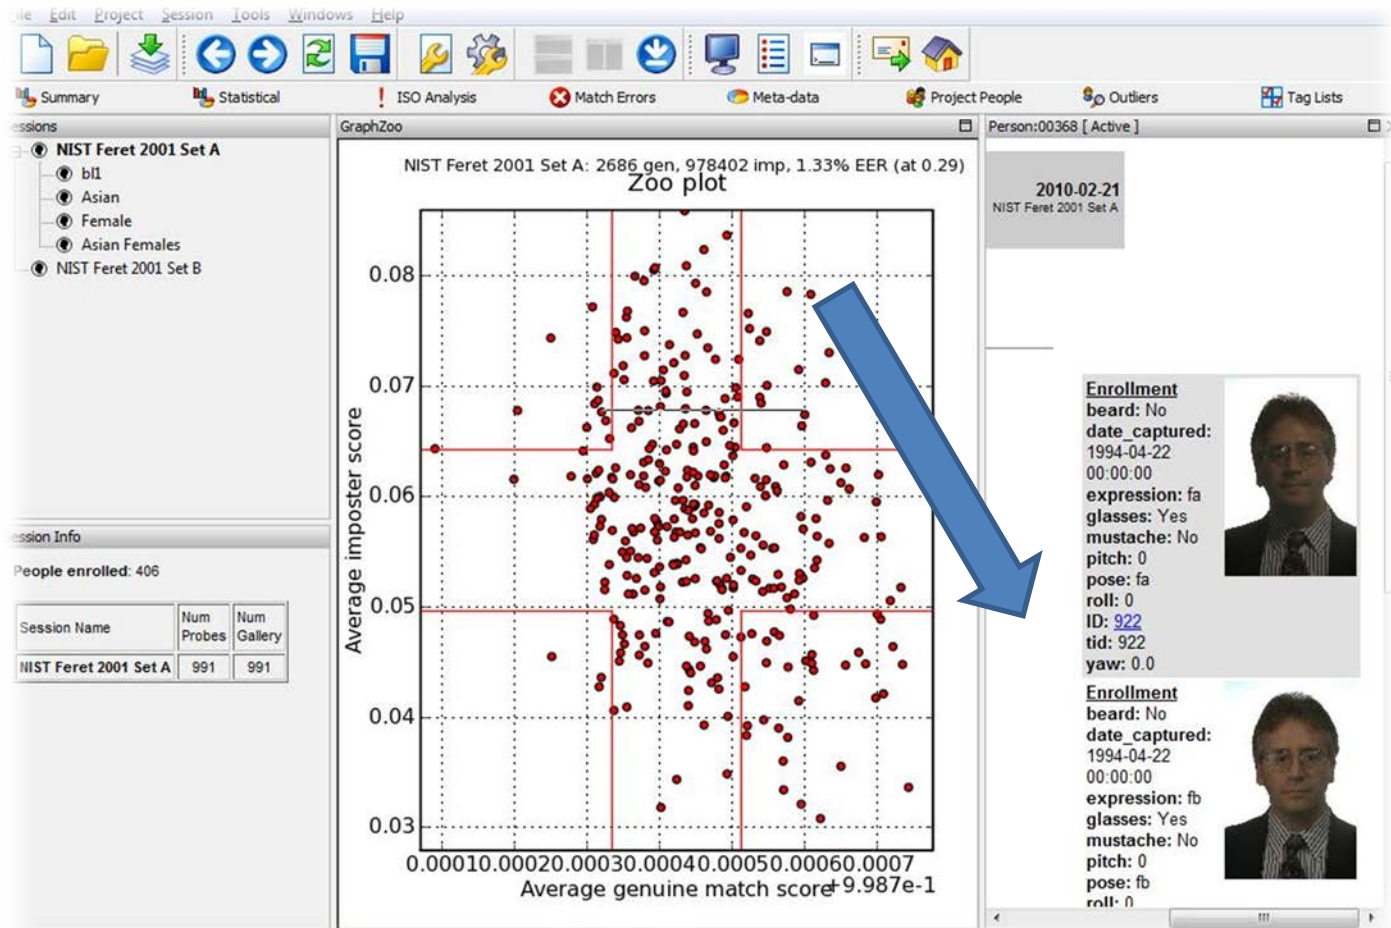 File Edit Project Session Tools Windows Help
Summary Statistical ISO Analysis Match Errors Meta-data Project People Outliers Tag Lists
essions
NIST Feret 2001 Set A
bl1
Asian
Female
Asian Females
NIST Feret 2001 Set B
ession Info
People enrolled: 406
Session Name Num Probes Num Gallery
NIST Feret 2001 Set A 991 991
GraphZoo
NIST Feret 2001 Set A: 2686 gen, 978402 imp, 1.33% EER (at 0.29)
Zoo plot
Average imposter score
0.08
0.07
0.06
0.05
0.04
0.03
0.00010.00020.00030.00040.00050.00060.0007
Average genuine match score +9.987e-1
Person:00368 [ Active ]
2010-02-21
NIST Feret 2001 Set A
Enrollment
beard: No
date_captured:
1994-04-22
00:00:00
expression: fa
glasses: Yes
mustache: No
pitch: 0
pose: fa
roll: 0
ID: 922
tid: 922
yaw: 0.0
Enrollment
beard: No
date_captured:
1994-04-22
00:00:00
expression: fb
glasses: Yes
mustache: No
pitch: 0
pose: fb
roll: 0